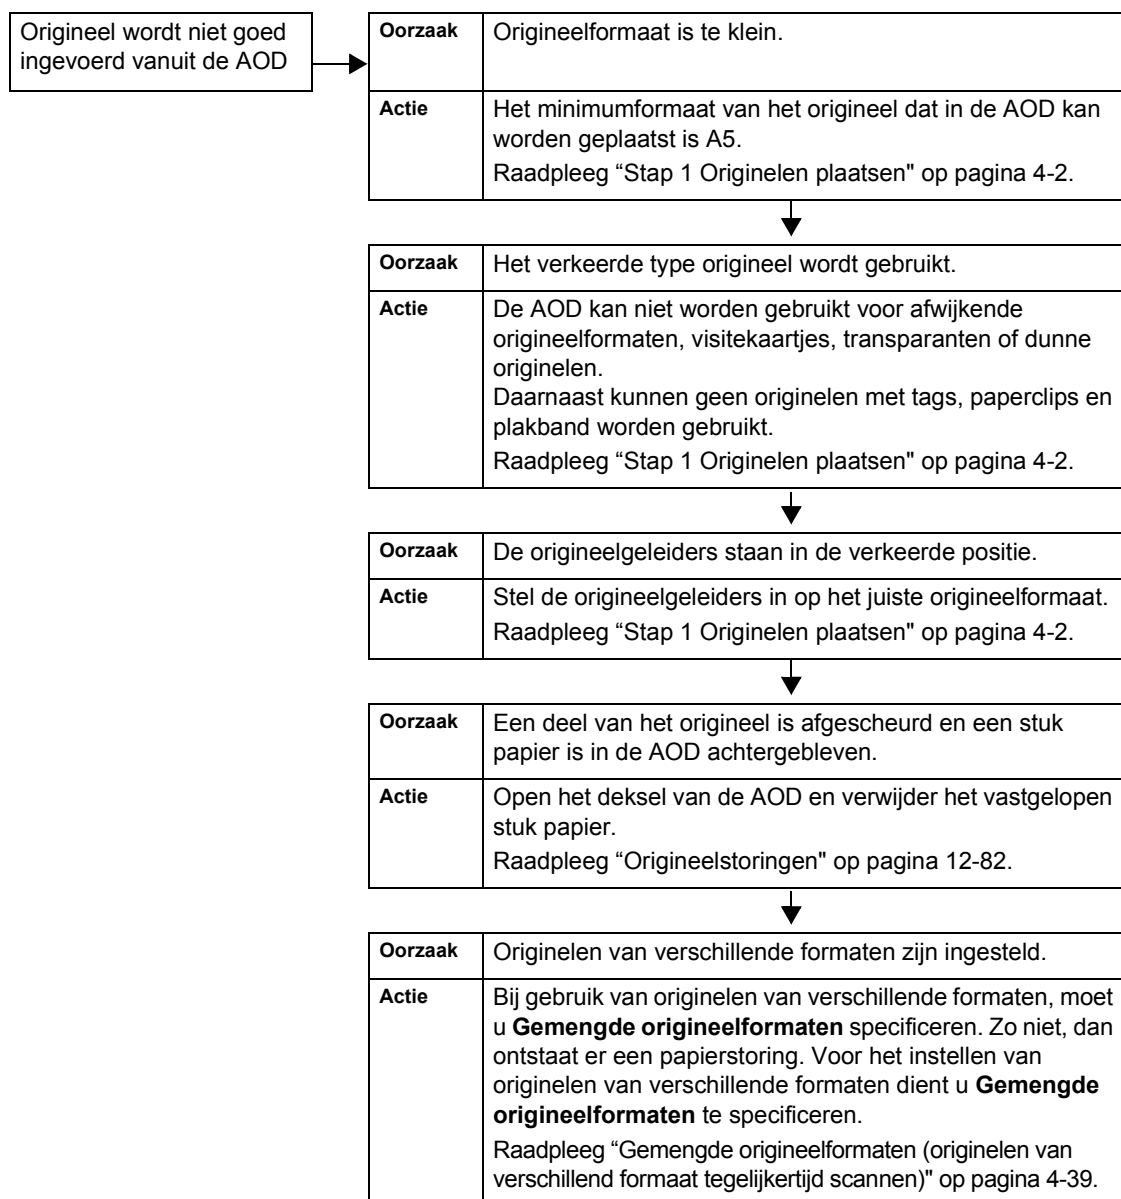 Origineel wordt niet goed
ingevoerd vanuit de AOD
Oorzaak
Origineelformaat is te klein.
Actie
Het minimumformaat van het origineel dat in de AOD kan
worden geplaatst is A5.
Raadpleeg “Stap 1 Originelen plaatsen" op pagina 4-2.
Oorzaak
Het verkeerde type origineel wordt gebruikt.
Actie
De AOD kan niet worden gebruikt voor afwijkende
origineelformaten, visitekaartjes, transparanten of dunne
originelen.
Daarnaast kunnen geen originelen met tags, paperclips en
plakband worden gebruikt.
Raadpleeg “Stap 1 Originelen plaatsen" op pagina 4-2.
Oorzaak
De origineelgeleiders staan in de verkeerde positie.
Actie
Stel de origineelgeleiders in op het juiste origineelformaat.
Raadpleeg “Stap 1 Originelen plaatsen" op pagina 4-2.
Oorzaak
Een deel van het origineel is afgescheurd en een stuk
papier is in de AOD achtergebleven.
Actie
Open het deksel van de AOD en verwijder het vastgelopen
stuk papier.
Raadpleeg “Origineelstoringen" op pagina 12-82.
Oorzaak
Originelen van verschillende formaten zijn ingesteld.
Actie
Bij gebruik van originelen van verschillende formaten, moet
u Gemengde origineelformaten specificeren. Zo niet, dan
ontstaat er een papierstoring. Voor het instellen van
originelen van verschillende formaten dient u Gemengde
origineelformaten te specificeren.
Raadpleeg “Gemengde origineelformaten (originelen van
verschillend formaat tegelijkertijd scannen)" op pagina 4-39.